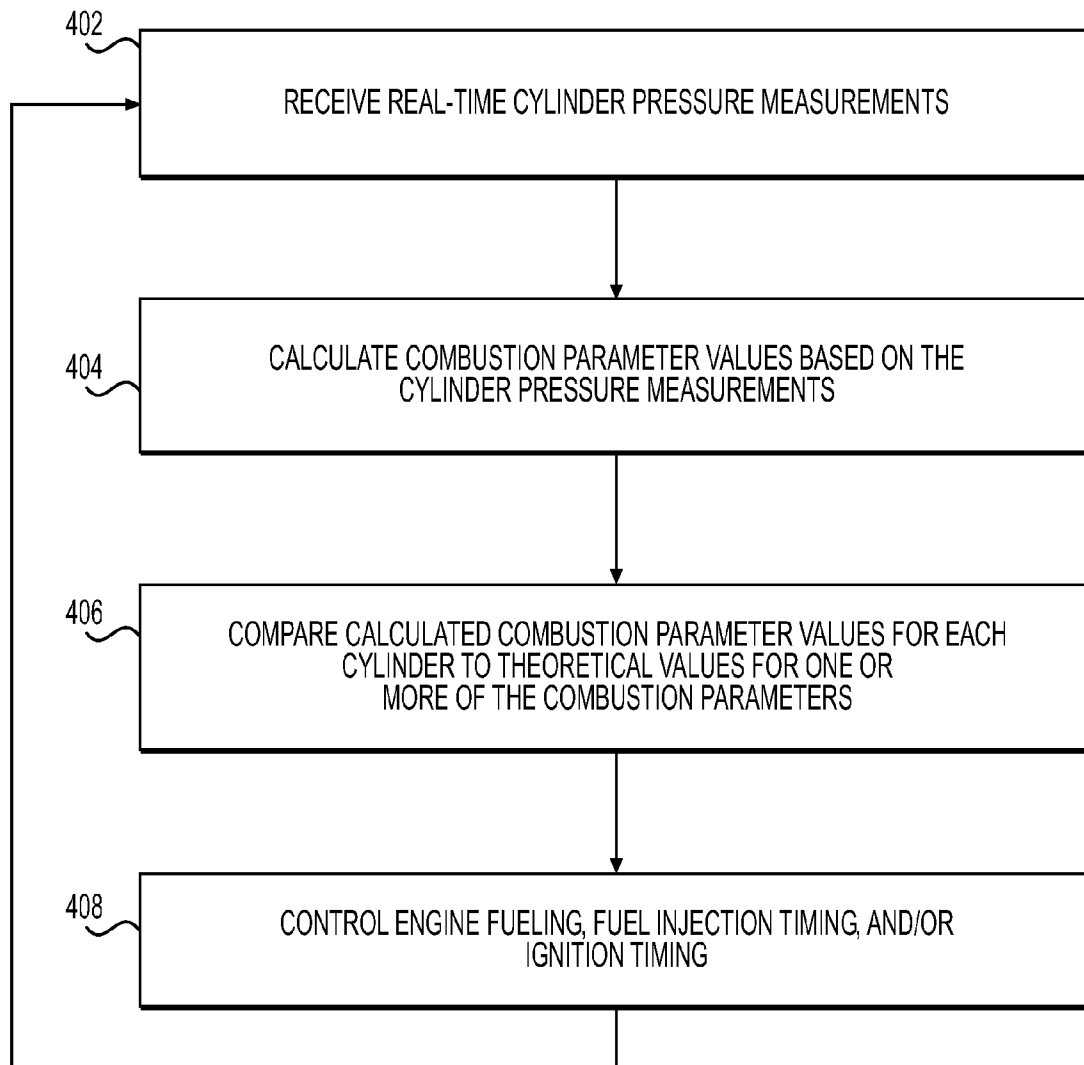 402
RECEIVE REAL-TIME CYLINDER PRESSURE MEASUREMENTS
404
CALCULATE COMBUSTION PARAMETER VALUES BASED ON THE
CYLINDER PRESSURE MEASUREMENTS
406
COMPARE CALCULATED COMBUSTION PARAMETER VALUES FOR EACH
CYLINDER TO THEORETICAL VALUES FOR ONE OR
MORE OF THE COMBUSTION PARAMETERS
408
CONTROL ENGINE FUELING, FUEL INJECTION TIMING, AND/OR
IGNITION TIMING